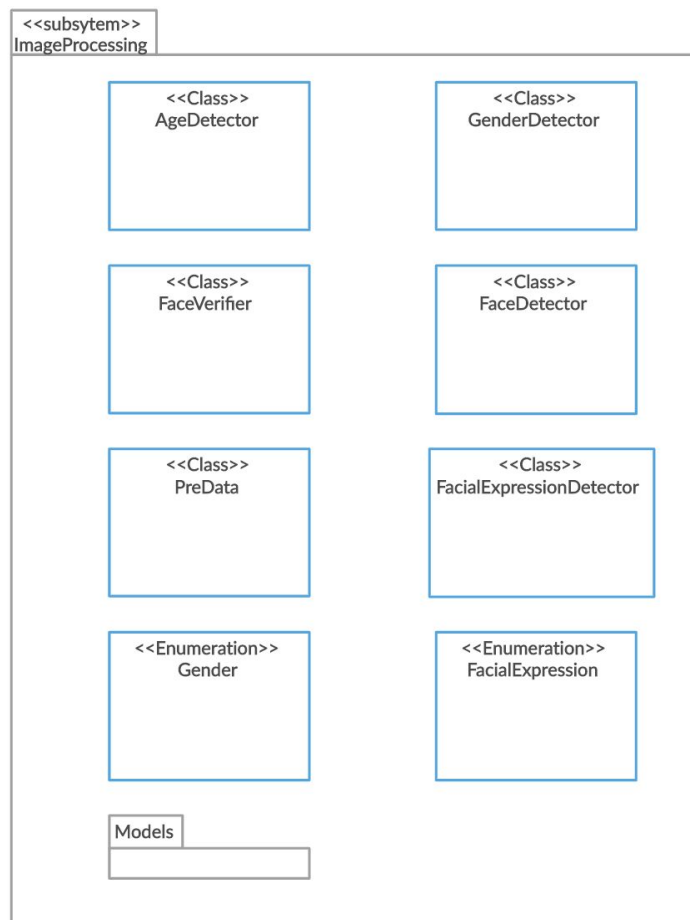 <<subsytem>>
ImageProcessing
<<Class>>
AgeDetector
<<Class>>
GenderDetector
<<Class>>
FaceVerifier
<<Class>>
FaceDetector
<<Class>>
PreData
<<Class>>
FacialExpressionDetector
<<Enumeration>>
Gender
<<Enumeration>>
FacialExpression
Models